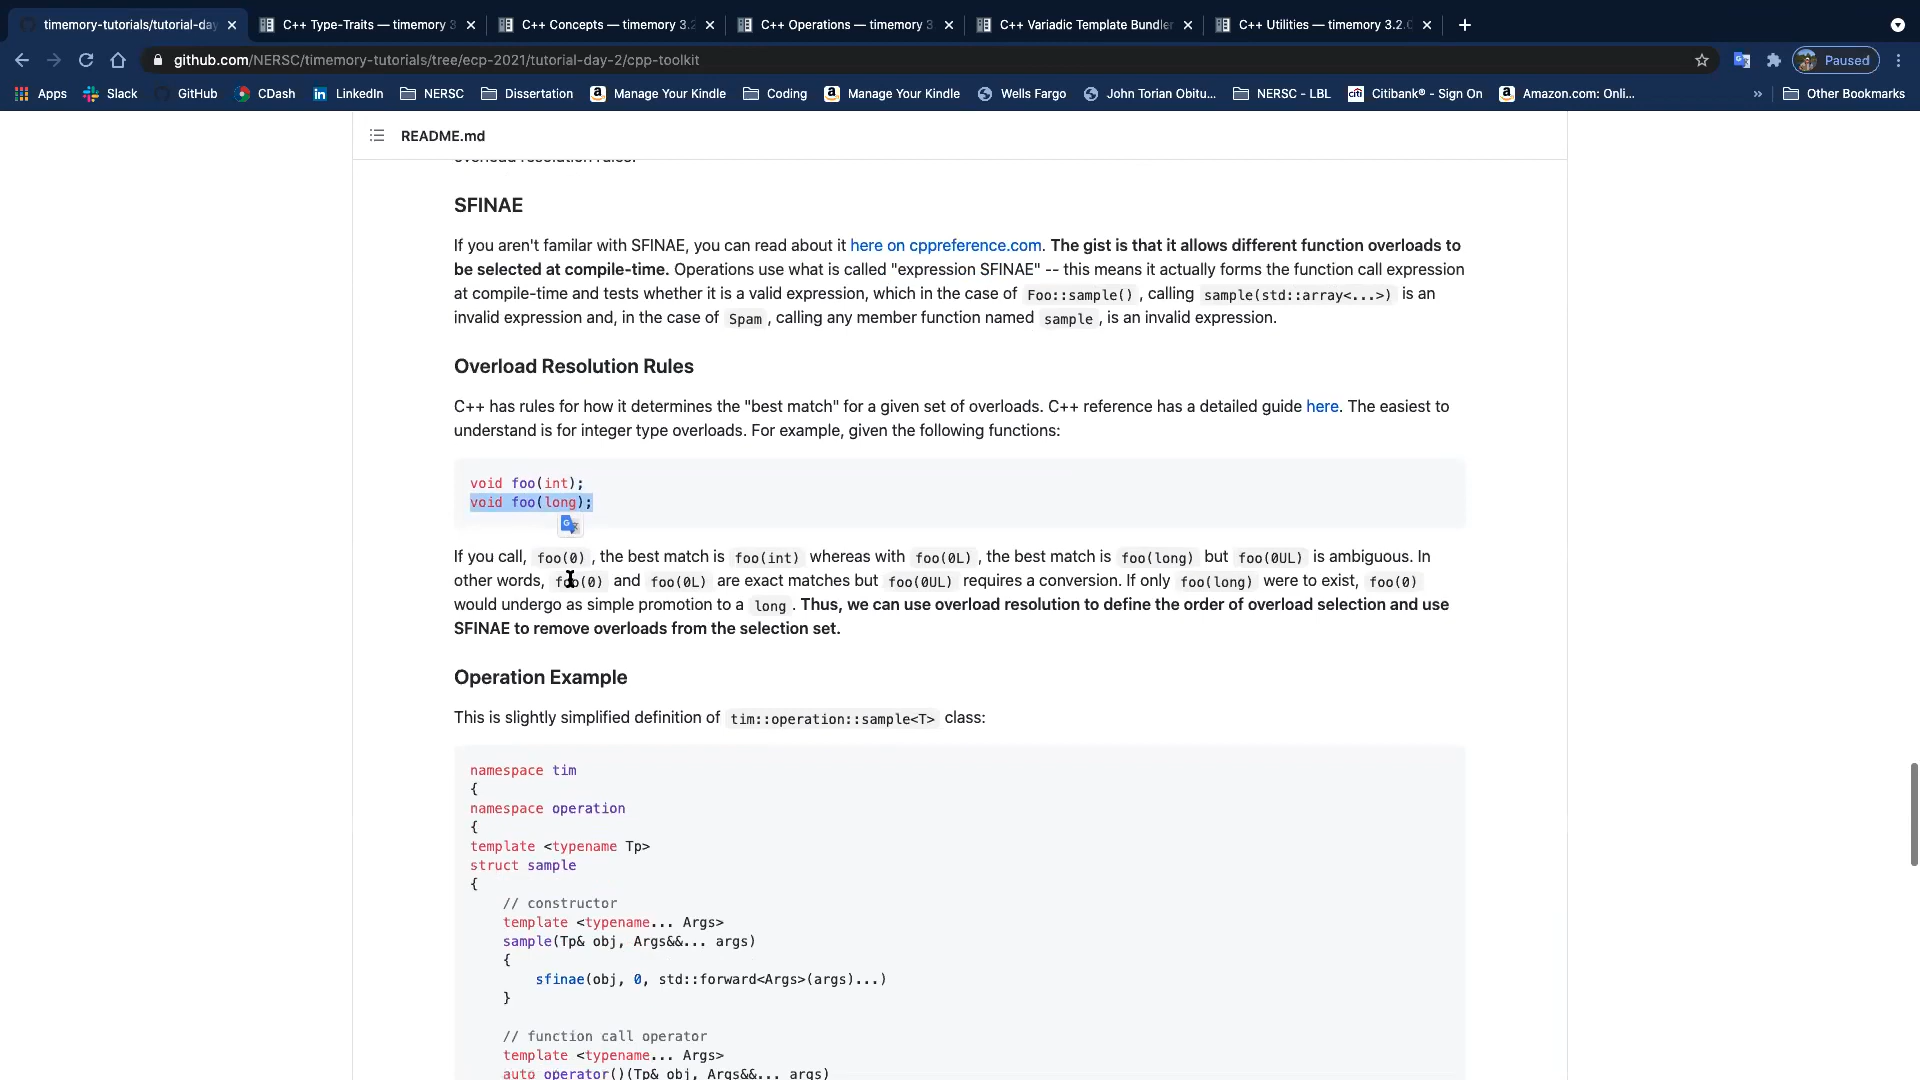 timemory-tutorials/tutorial-day
C++ Type-Traits — timemory 3
C++ Concepts — timemory 3.2
C++ Operations — timemory 3
C++ Variadic Template Bundler
C++ Utilities — timemory 3.2.0
github.com/NERSC/timemory-tutorials/tree/ecp-2021/tutorial-day-2/cpp-toolkit
Paused
Apps
Slack
GitHub
CDash
LinkedIn
NERSC
Dissertation
Manage Your Kindle
Coding
Manage Your Kindle
Wells Fargo
John Torian Obitu...
NERSC - LBL
Citibank® - Sign On
Amazon.com: Onli...
»
Other Bookmarks
README.md
overload resolution rules.
SFINAE
If you aren't familar with SFINAE, you can read about it here on cppreference.com. The gist is that it allows different function overloads to
be selected at compile-time. Operations use what is called "expression SFINAE" -- this means it actually forms the function call expression
at compile-time and tests whether it is a valid expression, which in the case of Foo::sample() , calling sample(std::array<...>) is an
invalid expression and, in the case of Spam , calling any member function named sample , is an invalid expression.
Overload Resolution Rules
C++ has rules for how it determines the "best match" for a given set of overloads. C++ reference has a detailed guide here. The easiest to
understand is for integer type overloads. For example, given the following functions:
void foo(int);
void foo(long);
If you call, foo(0) , the best match is foo(int) whereas with foo(0L) , the best match is foo(long) but foo(0UL) is ambiguous. In
other words, foo(0) and foo(0L) are exact matches but foo(0UL) requires a conversion. If only foo(long) were to exist, foo(0)
would undergo as simple promotion to a long . Thus, we can use overload resolution to define the order of overload selection and use
SFINAE to remove overloads from the selection set.
Operation Example
This is slightly simplified definition of tim::operation::sample<T> class:
namespace tim
{
namespace operation
{
template <typename Tp>
struct sample
{
// constructor
template <typename... Args>
sample(Tp& obj, Args&&... args)
{
sfinae(obj, 0, std::forward<Args>(args)...)
}
// function call operator
template <typename... Args>
auto operator()(Tp& obj, Args&&... args)